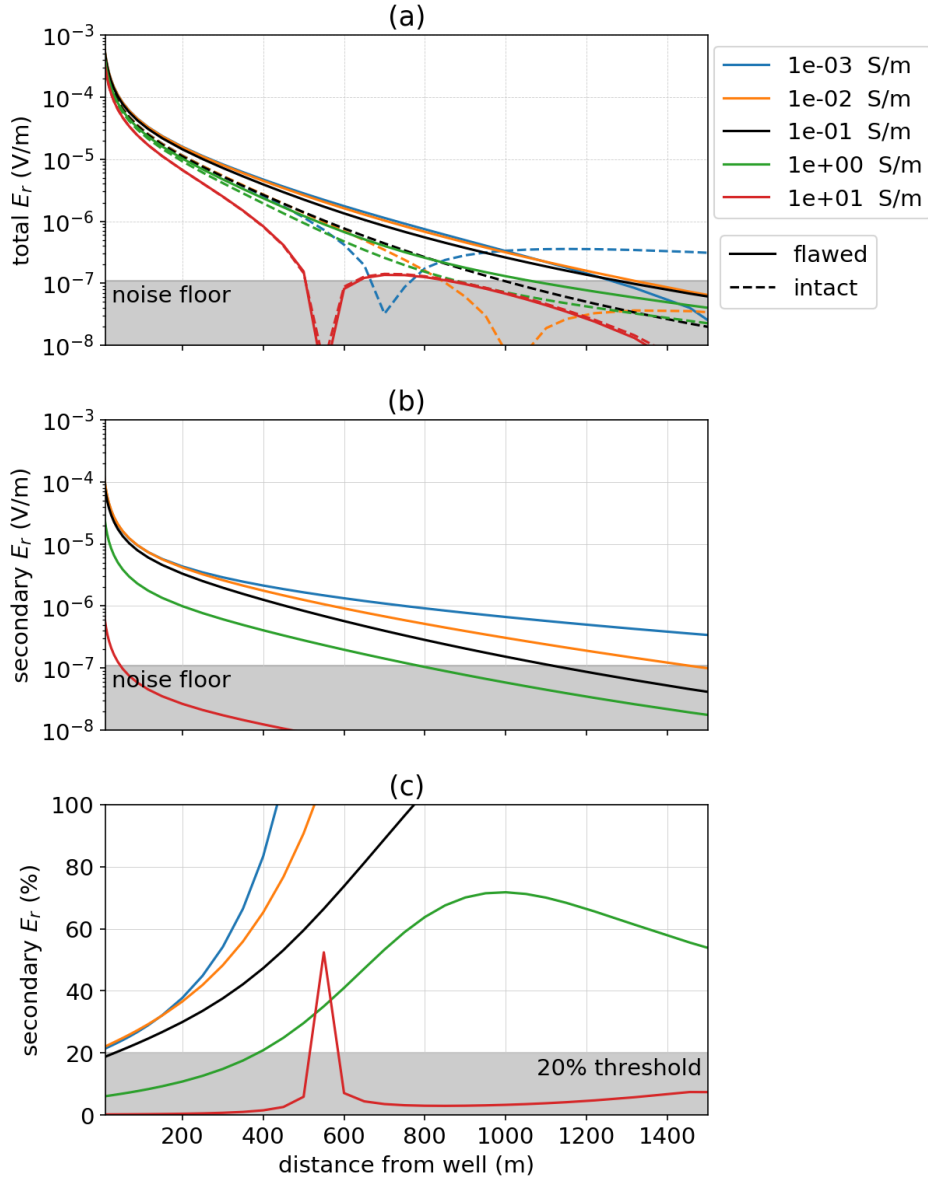 (a)
10⁻³
10⁻⁴
10⁻⁵
10⁻⁶
10⁻⁷
10⁻⁸
total Eᵣ (V/m)
noise floor
1e-03 S/m
1e-02 S/m
1e-01 S/m
1e+00 S/m
1e+01 S/m
flawed
intact
(b)
10⁻³
10⁻⁴
10⁻⁵
10⁻⁶
10⁻⁷
10⁻⁸
secondary Eᵣ (V/m)
noise floor
(c)
100
80
60
40
20
0
secondary Eᵣ (%)
20% threshold
200 400 600 800 1000 1200 1400
distance from well (m)